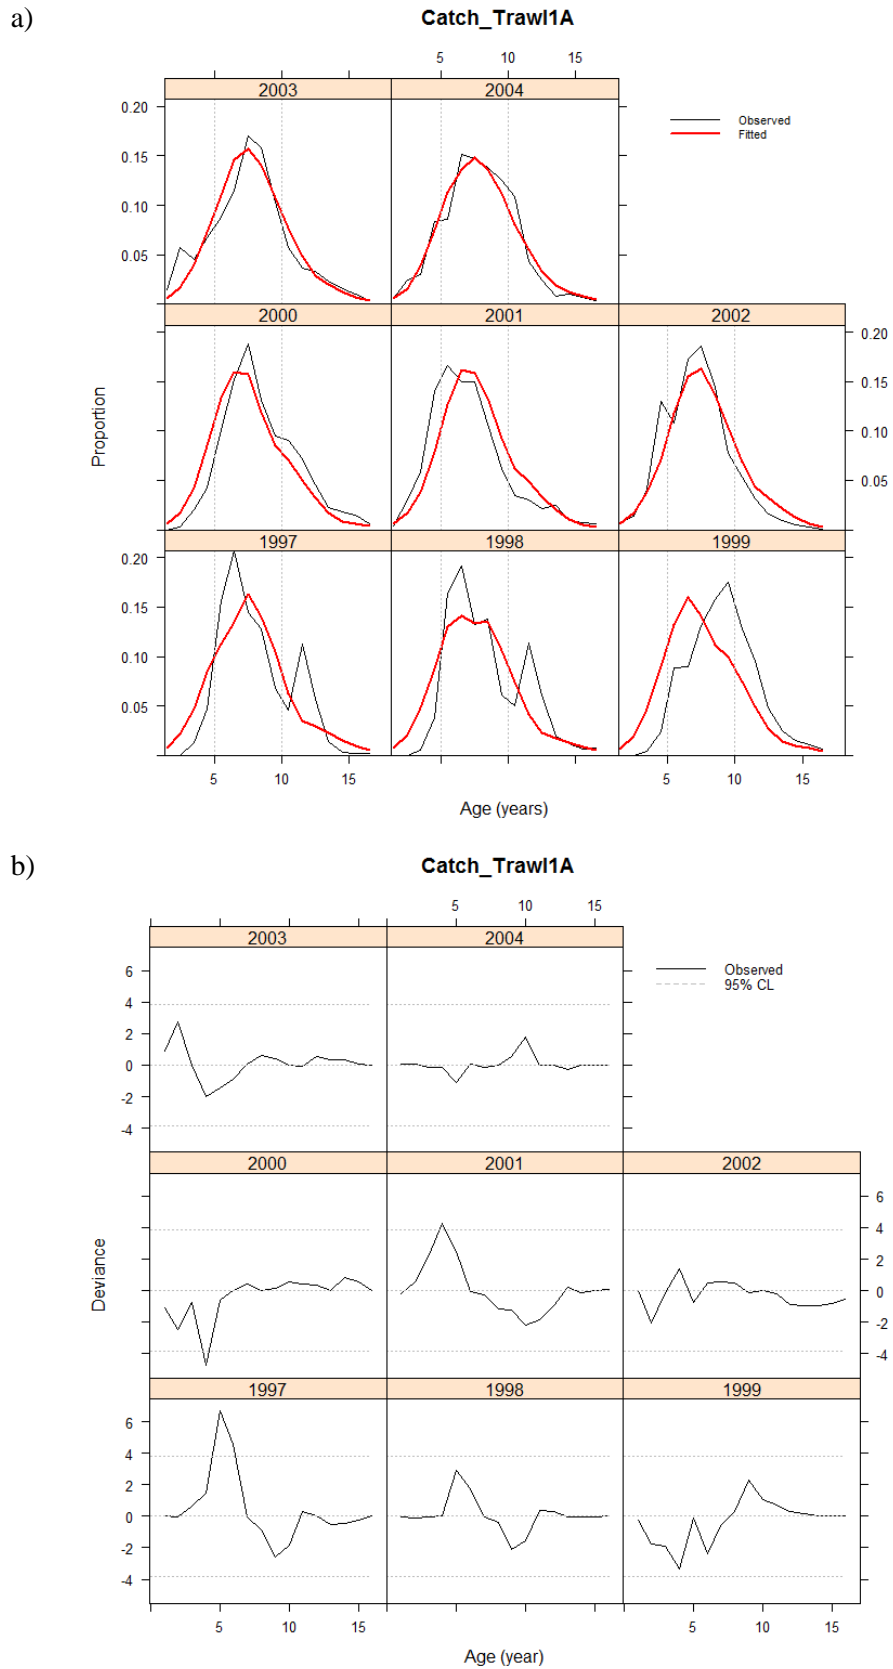 a)
Catch_Trawl1A
5 10 15
2003 2004
0.20
0.15
0.10
0.05
Observed
Fitted
2000 2001 2002
0.20
0.15
0.10
0.05
Proportion
1997 1998 1999
0.20
0.15
0.10
0.05
5 10 15 5 10 15
Age (years)
b)
Catch_Trawl1A
5 10 15
2003 2004
6
4
2
0
-2
-4
Observed
95% CL
2000 2001 2002
6
4
2
0
-2
-4
Deviance
1997 1998 1999
6
4
2
0
-2
-4
5 10 15 5 10 15
Age (year)